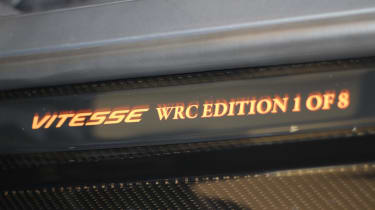 VITESSE WRC EDITION 1 OF 8